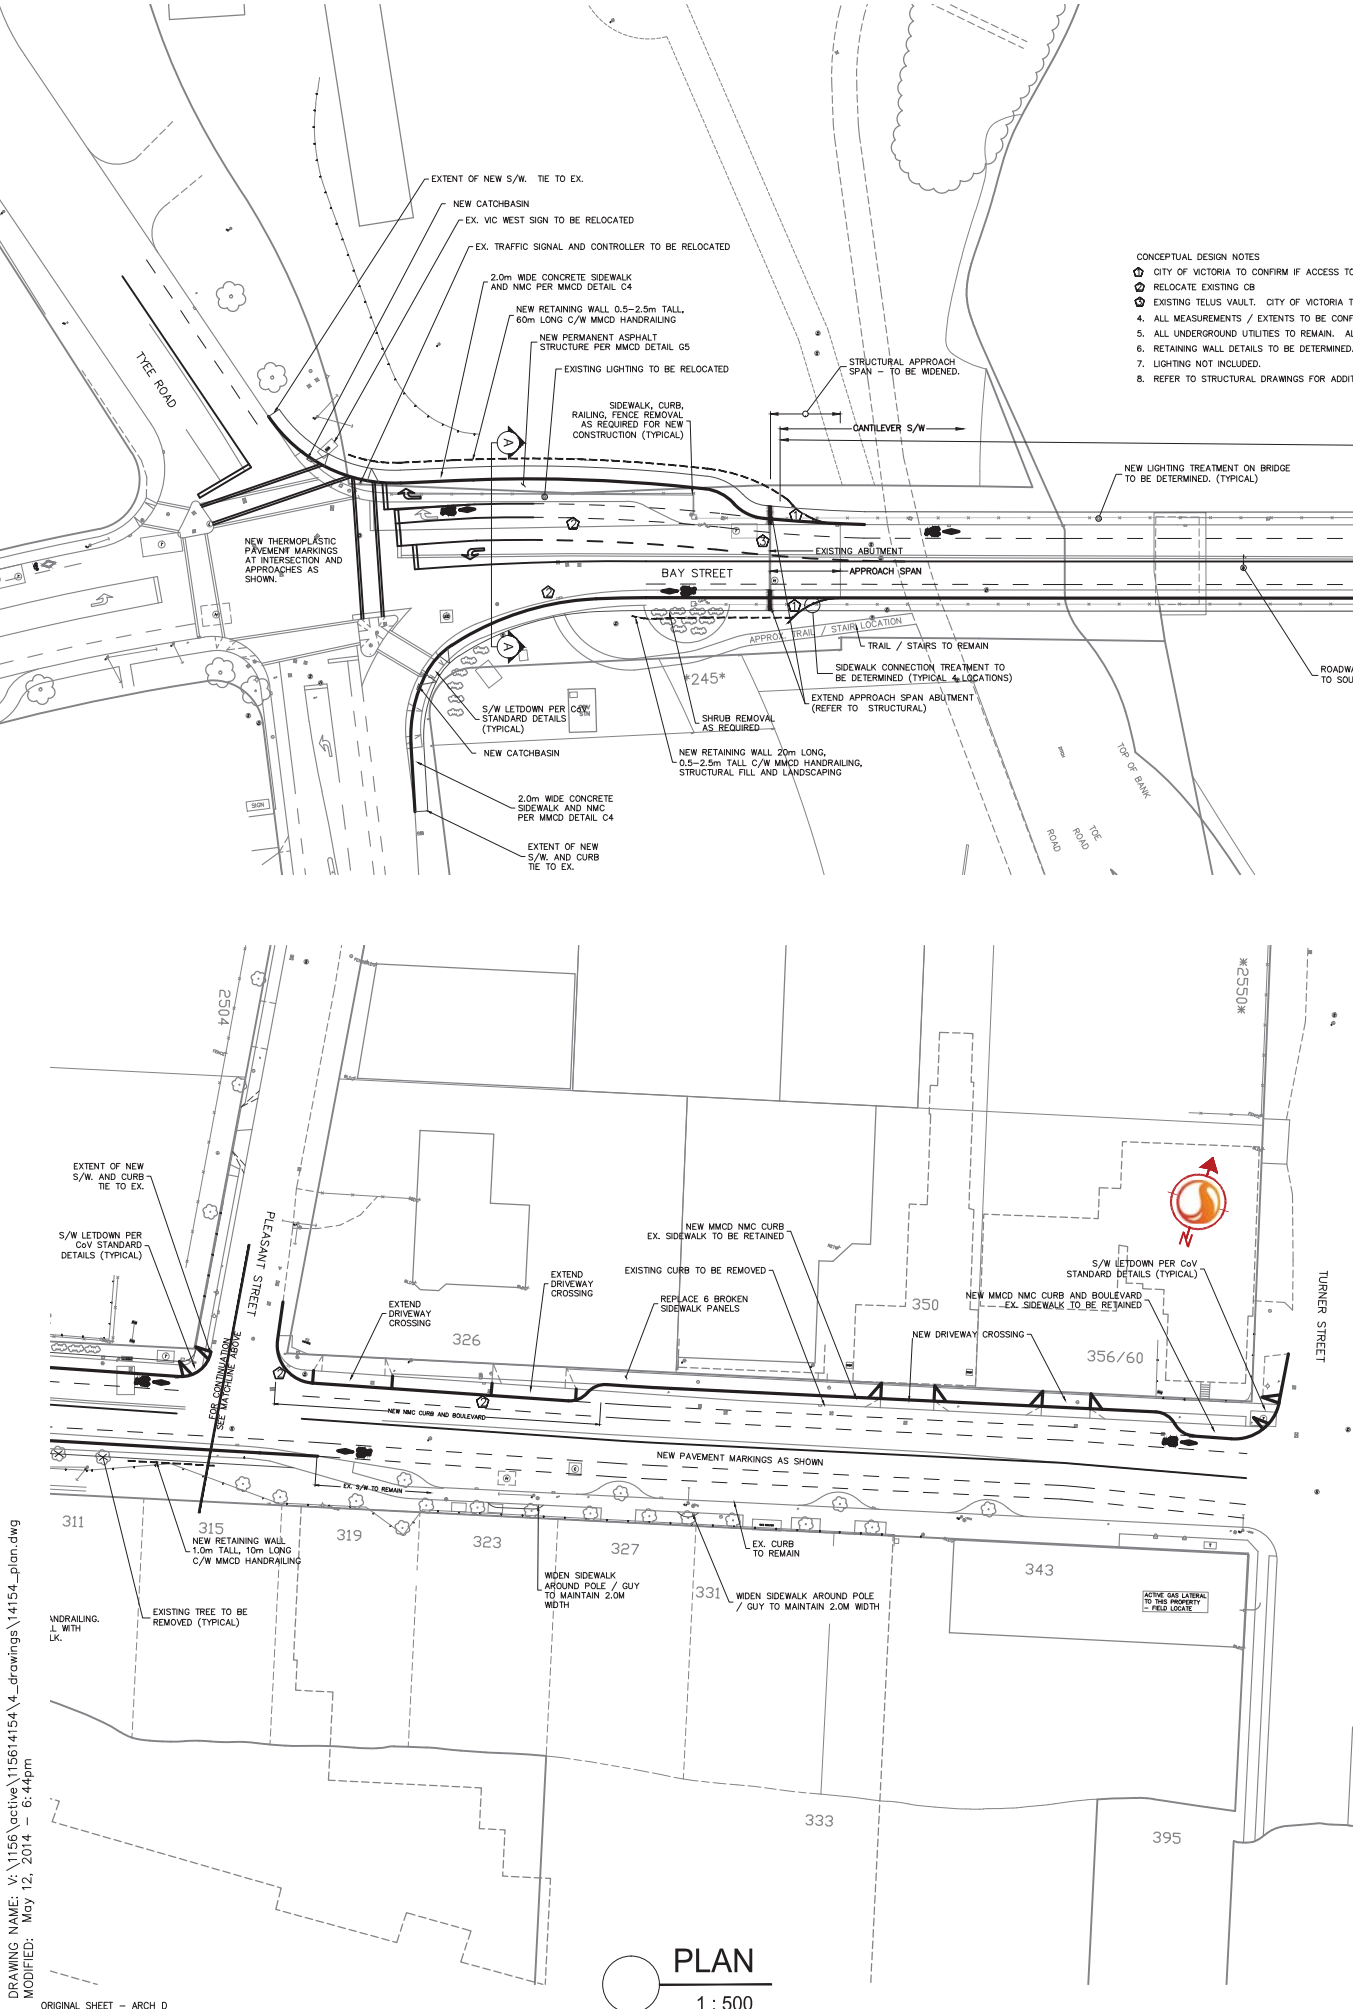 EXTENT OF NEW S/W.  TIE TO EX.
NEW CATCHBASIN
EX. VIC WEST SIGN TO BE RELOCATED
EX. TRAFFIC SIGNAL AND CONTROLLER TO BE RELOCATED
2.0m WIDE CONCRETE SIDEWALK
AND NMC PER MMCD DETAIL C4
NEW RETAINING WALL 0.5-2.5m TALL,
60m LONG C/W MMCD HANDRAILING
NEW PERMANENT ASPHALT
STRUCTURE PER MMCD DETAIL G5
EXISTING LIGHTING TO BE RELOCATED
SIDEWALK, CURB,
RAILING, FENCE REMOVAL
AS REQUIRED FOR NEW
CONSTRUCTION (TYPICAL)
STRUCTURAL APPROACH
SPAN - TO BE WIDENED.
CANTILEVER S/W
CONCEPTUAL DESIGN NOTES
1 CITY OF VICTORIA TO CONFIRM IF ACCESS TO
2 RELOCATE EXISTING CB
3 EXISTING TELUS VAULT.  CITY OF VICTORIA T
4. ALL MEASUREMENTS / EXTENTS TO BE CONF
5. ALL UNDERGROUND UTILITIES TO REMAIN.  AL
6. RETAINING WALL DETAILS TO BE DETERMINED.
7. LIGHTING NOT INCLUDED.
8. REFER TO STRUCTURAL DRAWINGS FOR ADDIT
NEW LIGHTING TREATMENT ON BRIDGE
TO BE DETERMINED. (TYPICAL)
TYEE ROAD
A
NEW THERMOPLASTIC
PAVEMENT MARKINGS
AT INTERSECTION AND
APPROACHES AS
SHOWN.
2
3
1
EXISTING ABUTMENT
BAY STREET
APPROACH SPAN
2
1
APPROX. TRAIL / STAIR LOCATION
TRAIL / STAIRS TO REMAIN
A
SIDEWALK CONNECTION TREATMENT TO
BE DETERMINED (TYPICAL 4 LOCATIONS)
*245*
ROADWA
TO SOU
EXTEND APPROACH SPAN ABUTMENT
(REFER TO  STRUCTURAL)
S/W LETDOWN PER CoV
STANDARD DETAILS
(TYPICAL)
SHRUB REMOVAL
AS REQUIRED
NEW CATCHBASIN
NEW RETAINING WALL 20m LONG,
0.5-2.5m TALL C/W MMCD HANDRAILING,
STRUCTURAL FILL AND LANDSCAPING
2.0m WIDE CONCRETE
SIDEWALK AND NMC
PER MMCD DETAIL C4
SIGN
EXTENT OF NEW
S/W. AND CURB
TIE TO EX.
TOP OF BANK
TOE
ROAD
ROAD
2504
*2550*
EXTENT OF NEW
S/W. AND CURB
TIE TO EX.
S/W LETDOWN PER
CoV STANDARD
DETAILS (TYPICAL)
PLEASANT STREET
FOR CONTINUATION
SEE MATCHLINE ABOVE
NEW MMCD NMC CURB
EX. SIDEWALK TO BE RETAINED
EXISTING CURB TO BE REMOVED
EXTEND
DRIVEWAY
CROSSING
REPLACE 6 BROKEN
SIDEWALK PANELS
EXTEND
DRIVEWAY
CROSSING
326
350
N
S/W LETDOWN PER CoV
STANDARD DETAILS (TYPICAL)
NEW MMCD NMC CURB AND BOULEVARD
EX. SIDEWALK TO BE RETAINED
NEW DRIVEWAY CROSSING
356/60
TURNER STREET
2
2
NEW NMC CURB AND BOULEVARD
NEW PAVEMENT MARKINGS AS SHOWN
EX. S/W TO REMAIN
311
315
319
323
327
331
343
NEW RETAINING WALL
1.0m TALL, 10m LONG
C/W MMCD HANDRAILING
EX. CURB
TO REMAIN
WIDEN SIDEWALK
AROUND POLE / GUY
TO MAINTAIN 2.0M
WIDTH
WIDEN SIDEWALK AROUND POLE
/ GUY TO MAINTAIN 2.0M WIDTH
ACTIVE GAS LATERAL
TO THIS PROPERTY
- FIELD LOCATE
EXISTING TREE TO BE
REMOVED (TYPICAL)
ANDRAILING.
L WITH
LK.
333
395
DRAWING NAME:  V:\1156\active\115614154\4_drawings\14154_plan.dwg
MODIFIED:  May 12, 2014 - 6:44pm
PLAN
1 : 500
ORIGINAL SHEET - ARCH D